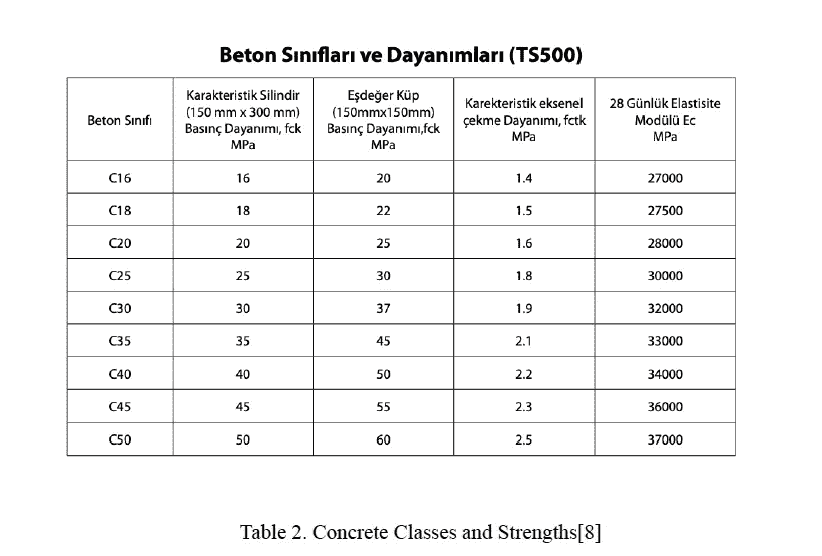 Beton Sınıfları ve Dayanımları (TS500)
Beton Sınıfı
Karakteristik Silindir
(150 mm x 300 mm)
Basınç Dayanımı, fck
MPa
Eşdeğer Küp
(150mmx150mm)
Basınç Dayanımı,fck
MPa
Karekteristik eksenel
çekme Dayanımı, fctk
MPa
28 Günlük Elastisite
Modülü Ec
MPa
C16 16 20 1.4 27000
C18 18 22 1.5 27500
C20 20 25 1.6 28000
C25 25 30 1.8 30000
C30 30 37 1.9 32000
C35 35 45 2.1 33000
C40 40 50 2.2 34000
C45 45 55 2.3 36000
C50 50 60 2.5 37000
Table 2. Concrete Classes and Strengths[8]